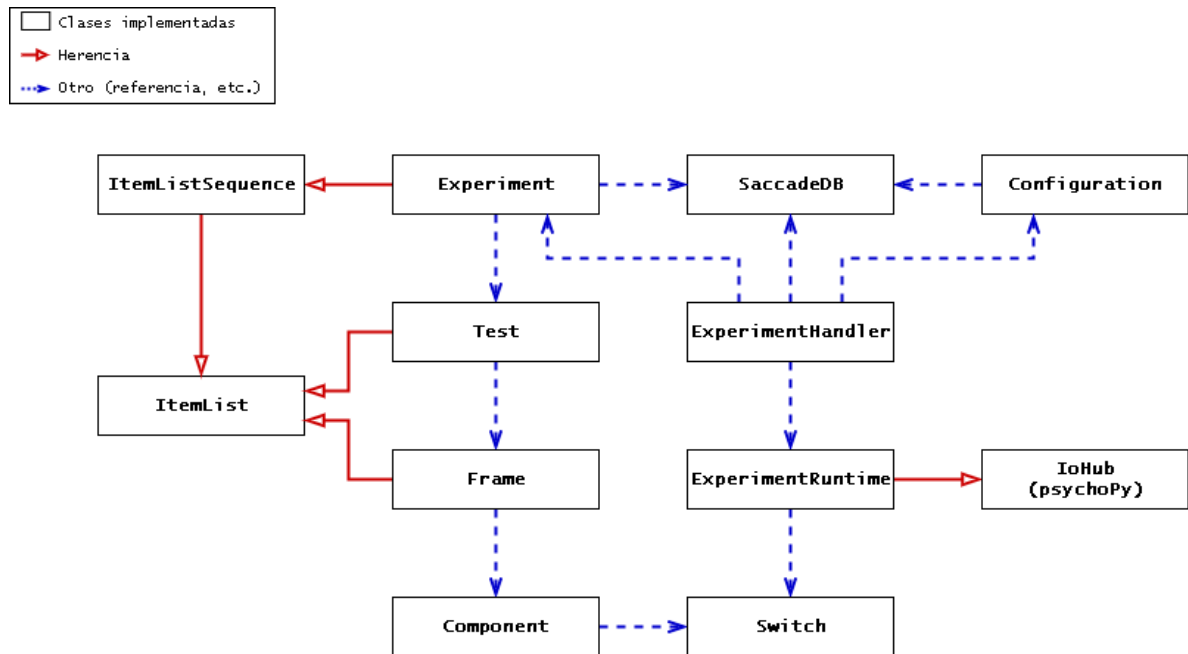 Clases implementadas
Herencia
Otro (referencia, etc.)
ItemListSequence
Experiment
SaccadeDB
Configuration
Test
ExperimentHandler
ItemList
Frame
ExperimentRuntime
IoHub
(psychoPy)
Component
Switch